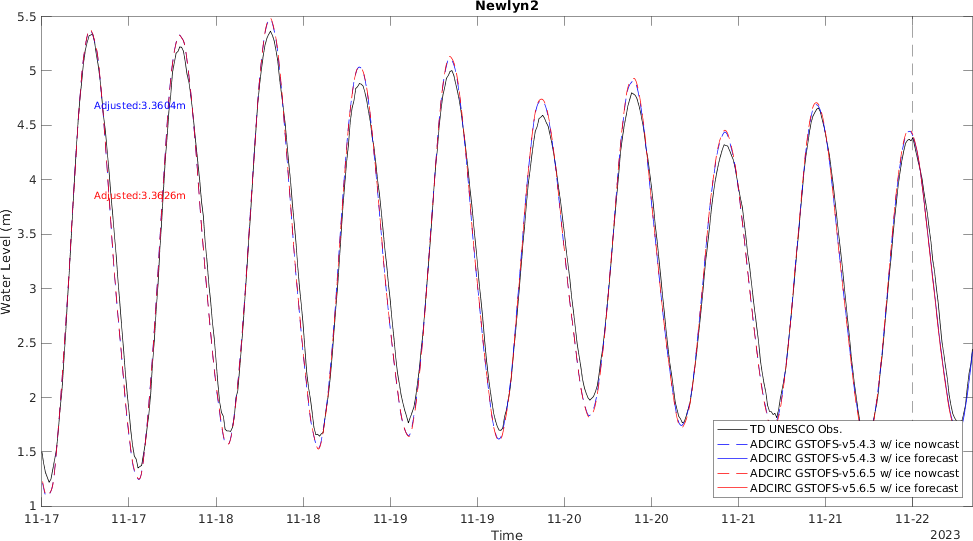 Newlyn2
5.5
5
4.5
4
3.5
3
2.5
2
1.5
1
Water Level (m)
Adjusted:3.3604m
Adjusted:3.3626m
TD UNESCO Obs.
ADCIRC GSTOFS-v5.4.3 w/ ice nowcast
ADCIRC GSTOFS-v5.4.3 w/ ice forecast
ADCIRC GSTOFS-v5.6.5 w/ ice nowcast
ADCIRC GSTOFS-v5.6.5 w/ ice forecast
11-17 11-17 11-18 11-18 11-19 11-19 11-20 11-20 11-21 11-21 11-22
Time
2023